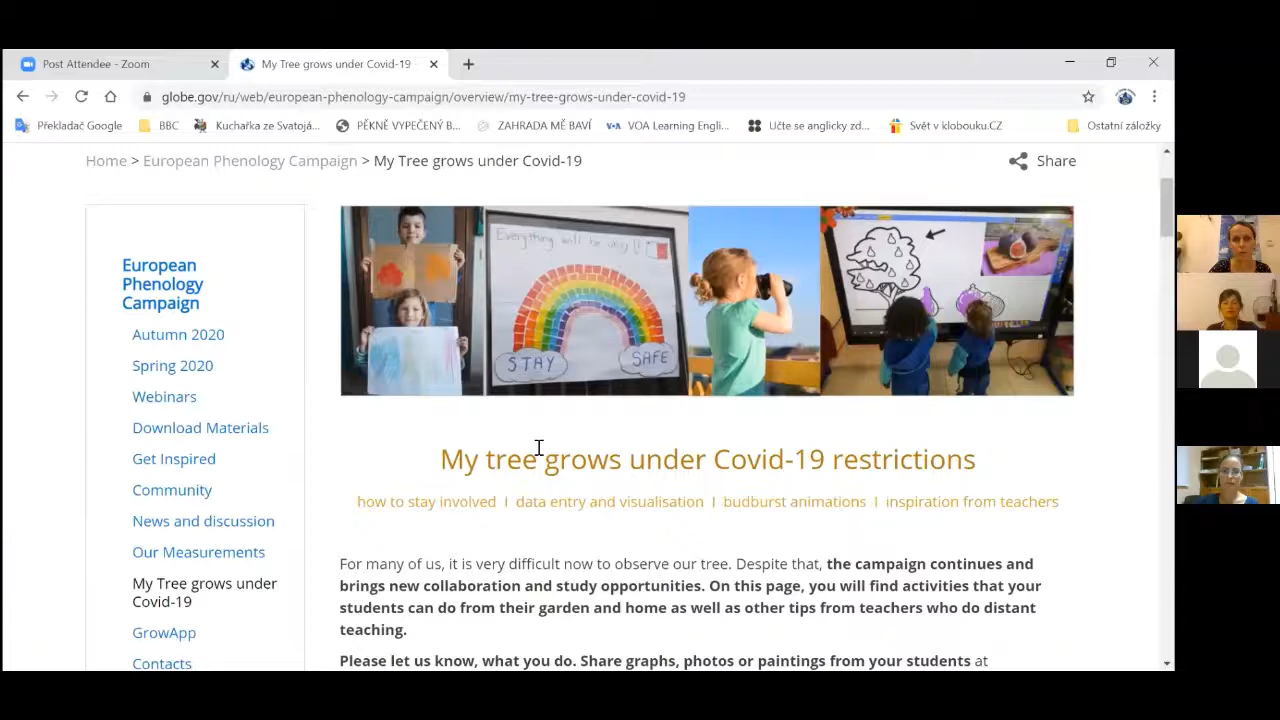 Post Attendee - Zoom
My Tree grows under Covid-19
globe.gov/ru/web/european-phenology-campaign/overview/my-tree-grows-under-covid-19
Překladač Google
BBC
Kuchařka ze Svatojá...
PĚKNĚ VYPEČENÝ B...
ZAHRADA MĚ BAVÍ
VOA
VOA Learning Engli...
Učte se anglicky zd...
Svět v klobouku.CZ
Ostatní záložky
Home > European Phenology Campaign > My Tree grows under Covid-19
Share
European
Phenology
Campaign
Autumn 2020
Spring 2020
Webinars
Download Materials
Get Inspired
Community
News and discussion
Our Measurements
My Tree grows under
Covid-19
GrowApp
Contacts
Everything will be okay
STAY
SAFE
My tree grows under Covid-19 restrictions
how to stay involved | data entry and visualisation | budburst animations | inspiration from teachers
For many of us, it is very difficult now to observe our tree. Despite that, the campaign continues and
brings new collaboration and study opportunities. On this page, you will find activities that your
students can do from their garden and home as well as other tips from teachers who do distant
teaching.
Please let us know, what you do. Share graphs, photos or paintings from your students at